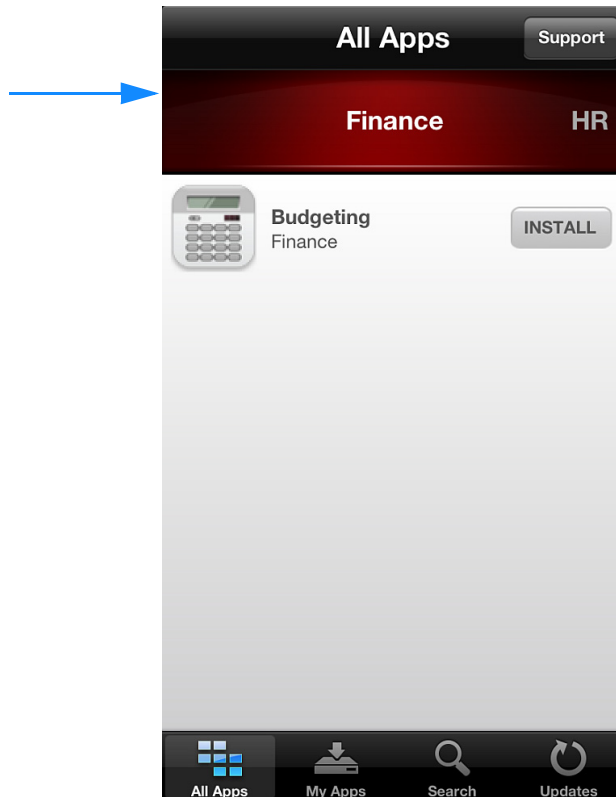 All Apps
Support
Finance
HR
Budgeting
Finance
INSTALL
All Apps
My Apps
Search
Updates